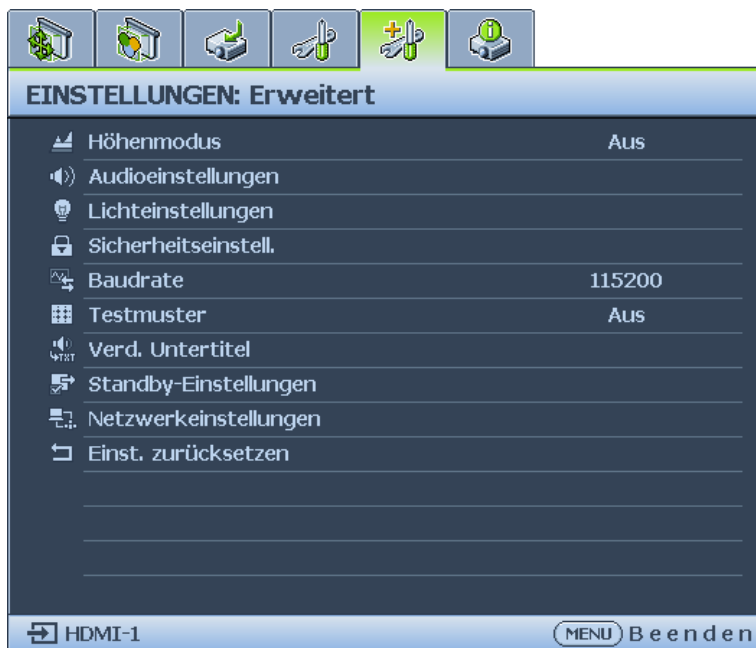 EINSTELLUNGEN: Erweitert
Höhenmodus Aus
Audioeinstellungen
Lichteinstellungen
Sicherheitseinstell.
Baudrate 115200
Testmuster Aus
TXT Verd. Untertitel
Standby-Einstellungen
Netzwerkeinstellungen
Einst. zurücksetzen
HDMI-1 MENU Beenden